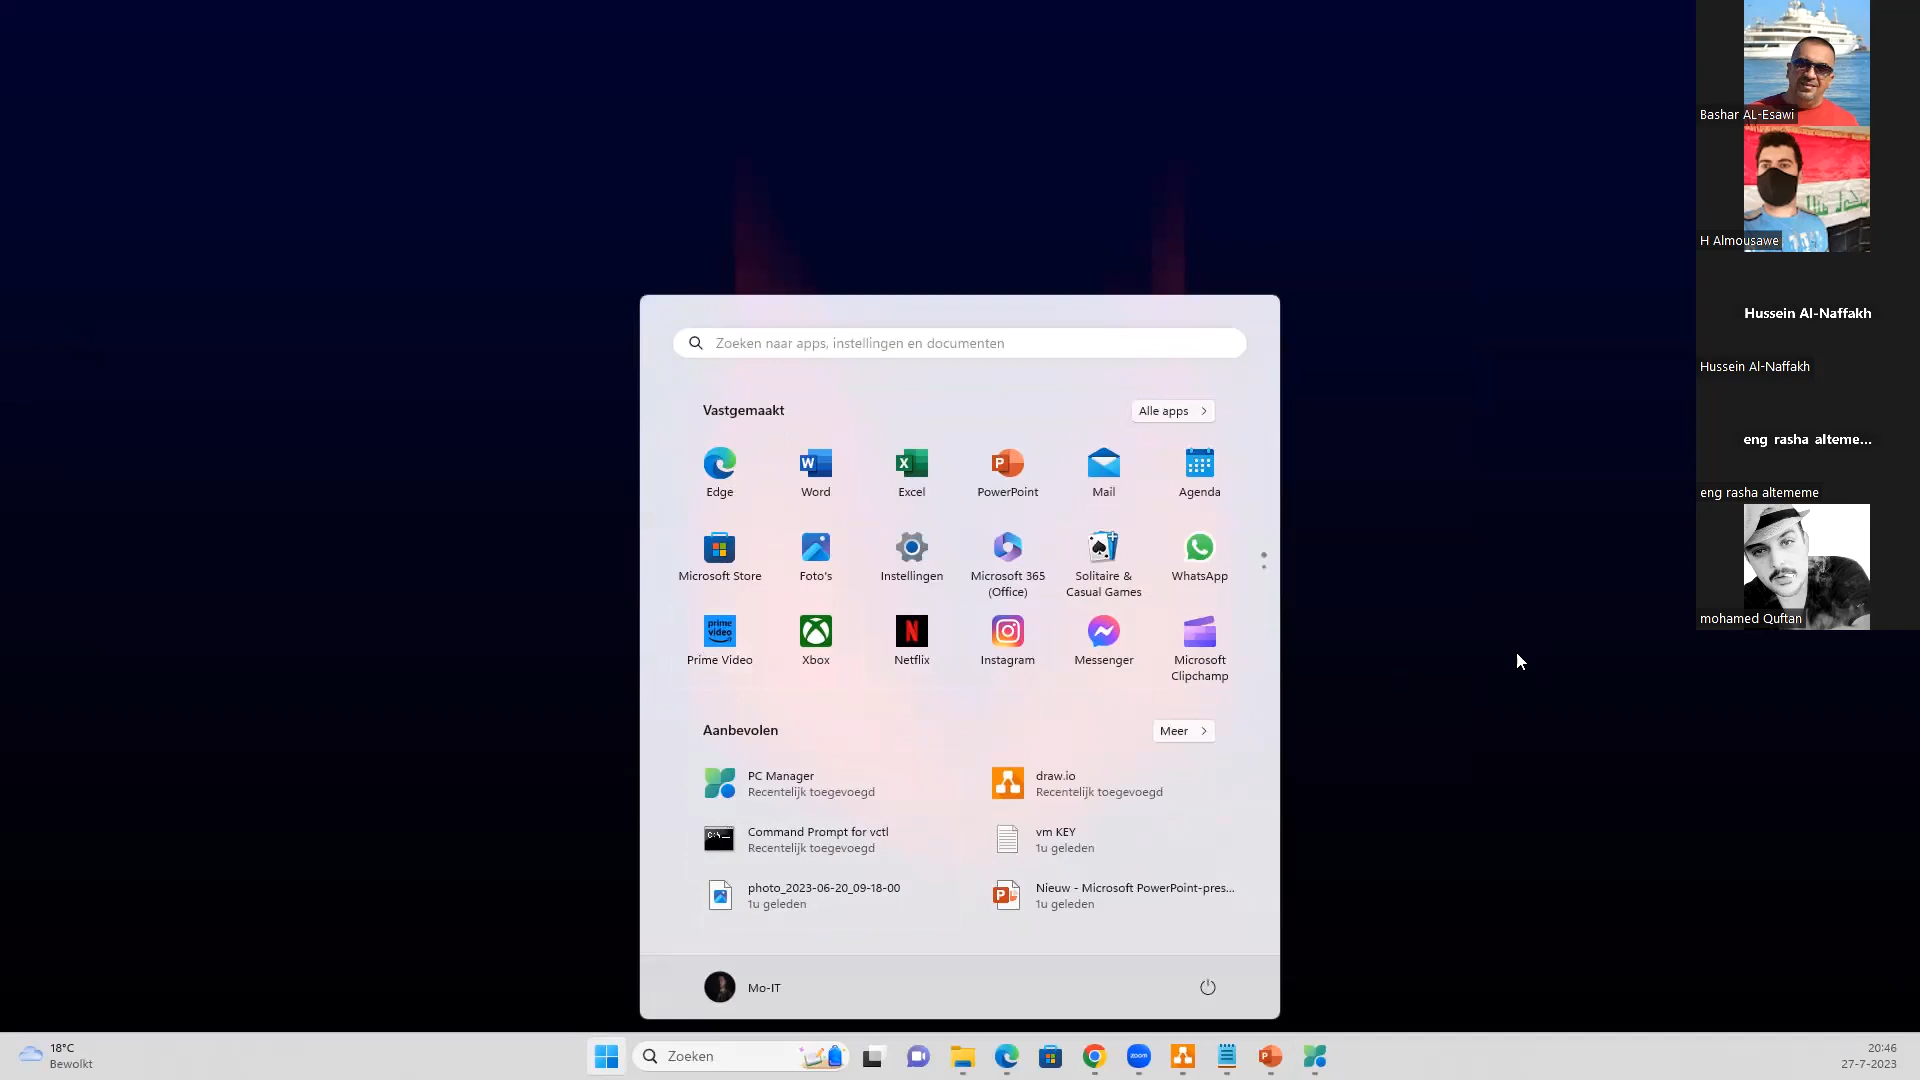 Bashar AL-Esawi
H Almousawe
Hussein Al-Naffakh
Hussein Al-Naffakh
eng rasha alteme...
eng rasha altememe
mohamed Quftan
Zoeken naar apps, instellingen en documenten
Vastgemaakt
Alle apps
Edge
Word
Excel
PowerPoint
Mail
Agenda
Microsoft Store
Foto's
Instellingen
Microsoft 365
(Office)
Solitaire &
Casual Games
WhatsApp
prime
video
Prime Video
Xbox
Netflix
Instagram
Messenger
Microsoft
Clipchamp
Aanbevolen
Meer
PC Manager
Recentelijk toegevoegd
draw.io
Recentelijk toegevoegd
Command Prompt for vctl
Recentelijk toegevoegd
vm KEY
1u geleden
photo_2023-06-20_09-18-00
1u geleden
Nieuw - Microsoft PowerPoint-pres...
1u geleden
Mo-IT
18°C
Bewolkt
Zoeken
zoom
20:46
27-7-2023